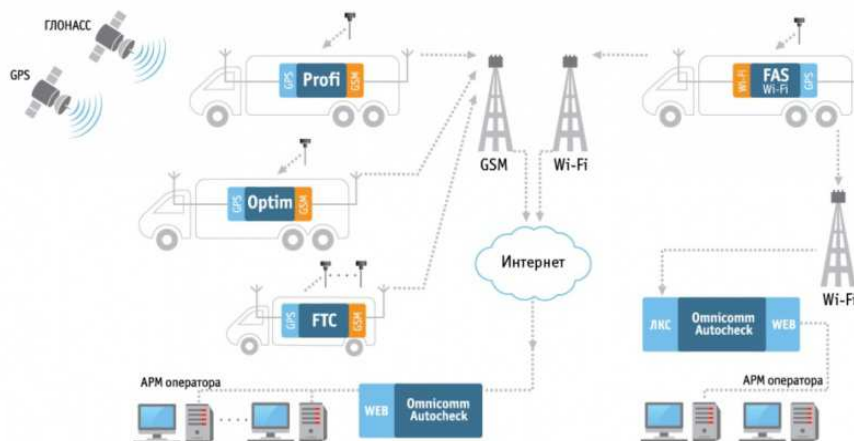 ГЛОНАСС
GPS
GPS
Profi
GSM
Wi-Fi
FAS
Wi-Fi
GPS
GSM
Wi-Fi
GPS
Optim
GSM
Интернет
Wi-Fi
GPS
FTC
GSM
ЛКС
Omnicomm
Autocheck
WEB
АРМ оператора
WEB
Omnicomm
Autocheck
АРМ оператора